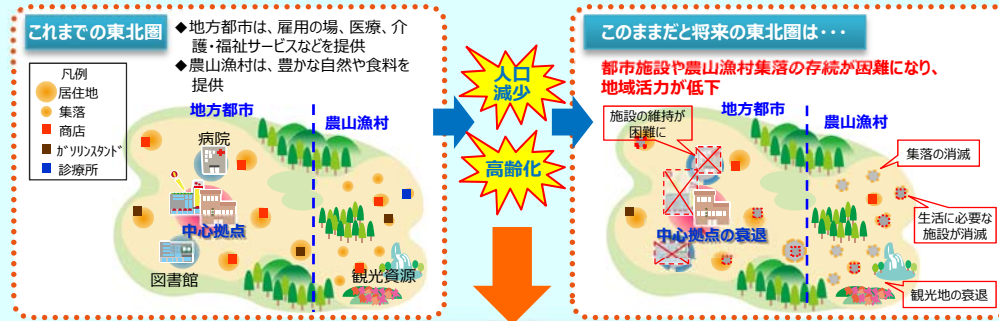 これまでの東北圏
◆地方都市は、雇用の場、医療、介
護・福祉サービスなどを提供
◆農山漁村は、豊かな自然や食料を
提供
凡例
居住地
集落
商店
ｶﾞｿﾘﾝｽﾀﾝﾄﾞ
診療所
地方都市
農山漁村
病院
中心拠点
図書館
観光資源
人口
減少
高齢化
このままだと将来の東北圏は・・・
都市施設や農山漁村集落の存続が困難になり、
地域活力が低下
地方都市
農山漁村
施設の維持が
困難に
中心拠点の衰退
集落の消滅
生活に必要な
施設が消滅
観光地の衰退